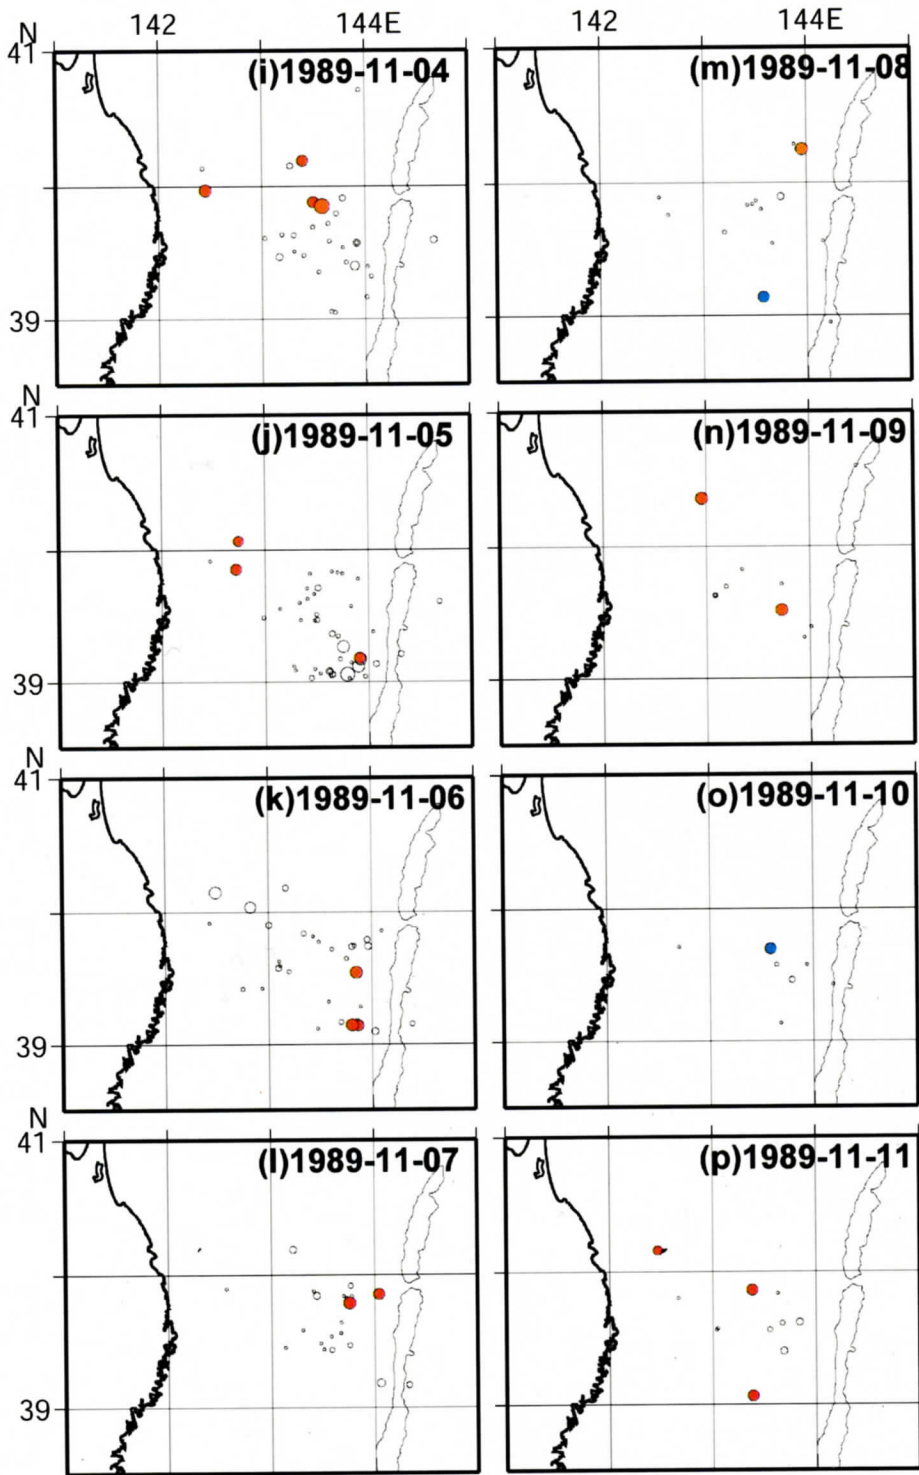 142 144E 142 144E
N
41
(i)1989-11-04 (m)1989-11-08
39
N
41
(j)1989-11-05 (n)1989-11-09
39
N
41
(k)1989-11-06 (o)1989-11-10
39
N
41
(l)1989-11-07 (p)1989-11-11
39